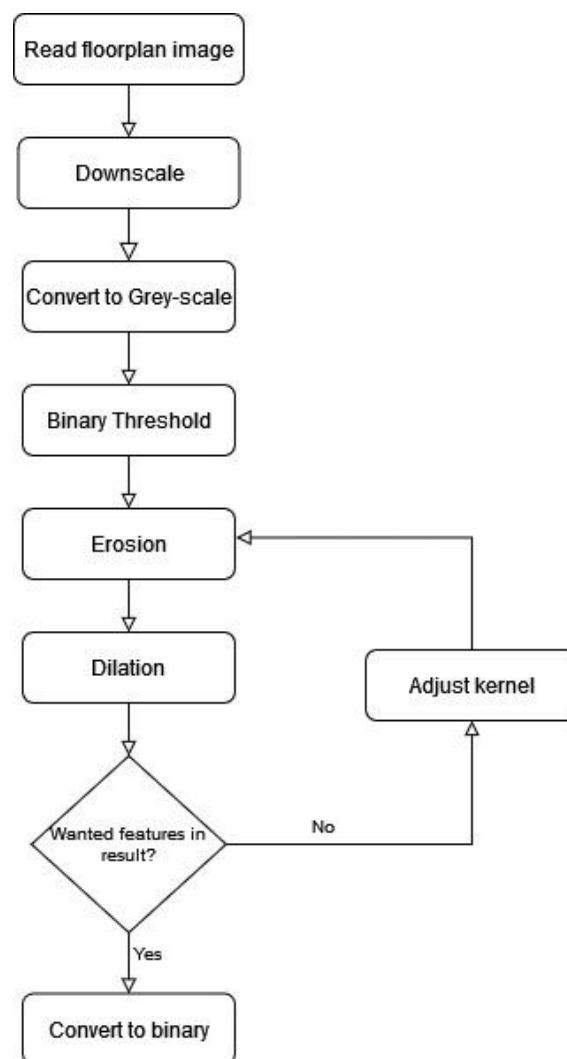 Read floorplan image
Downscale
Convert to Grey-scale
Binary Threshold
Erosion
Dilation
Adjust kernel
Wanted features in
result?
No
Yes
Convert to binary